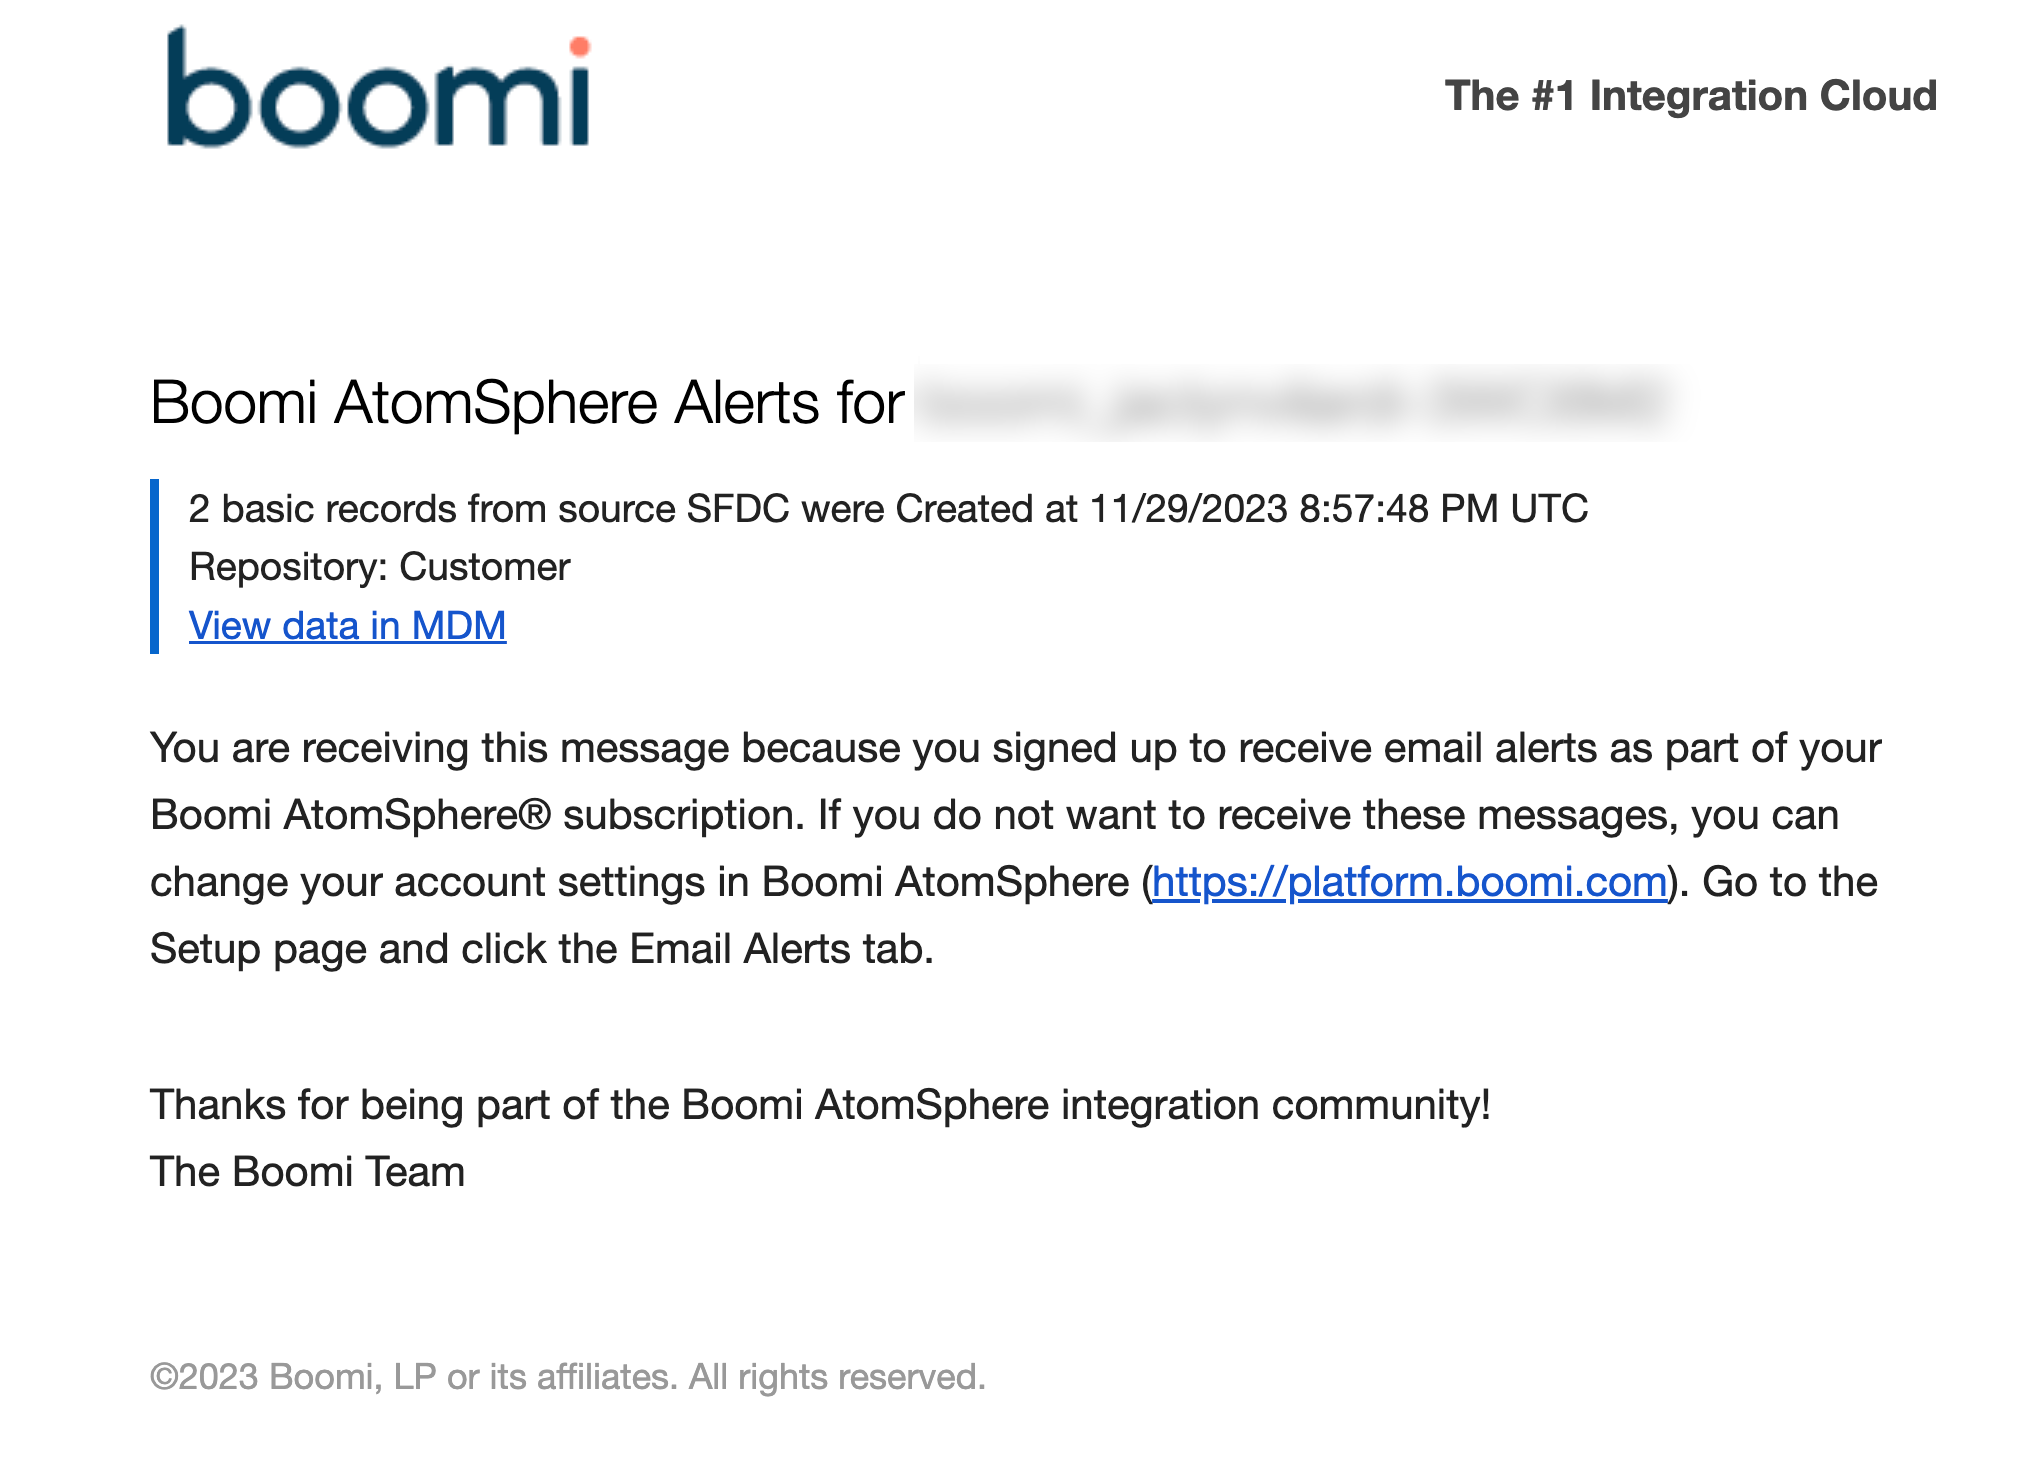 boomi
The #1 Integration Cloud
Boomi AtomSphere Alerts for
2 basic records from source SFDC were Created at 11/29/2023 8:57:48 PM UTC
Repository: Customer
View data in MDM
You are receiving this message because you signed up to receive email alerts as part of your
Boomi AtomSphere® subscription. If you do not want to receive these messages, you can
change your account settings in Boomi AtomSphere (https://platform.boomi.com). Go to the
Setup page and click the Email Alerts tab.
Thanks for being part of the Boomi AtomSphere integration community!
The Boomi Team
©2023 Boomi, LP or its affiliates. All rights reserved.